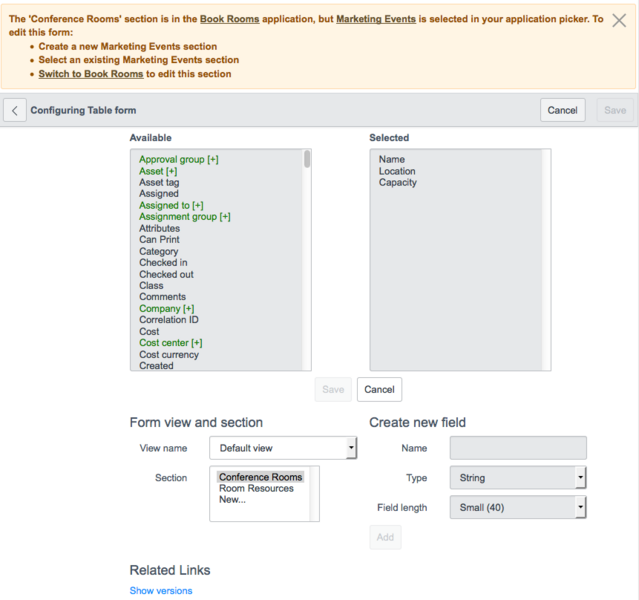 The 'Conference Rooms' section is in the Book Rooms application, but Marketing Events is selected in your application picker. To
edit this form:
• Create a new Marketing Events section
• Select an existing Marketing Events section
• Switch to Book Rooms to edit this section
Configuring Table form
Cancel
Save
Available
Selected
Approval group [+]
Asset [+]
Asset tag
Assigned
Assigned to [+]
Assignment group [+]
Attributes
Can Print
Category
Checked in
Checked out
Class
Comments
Company [+]
Correlation ID
Cost
Cost center [+]
Cost currency
Created
Name
Location
Capacity
Save
Cancel
Form view and section
View name
Default view
Section
Conference Rooms
Room Resources
New...
Create new field
Name
Type
String
Field length
Small (40)
Add
Related Links
Show versions